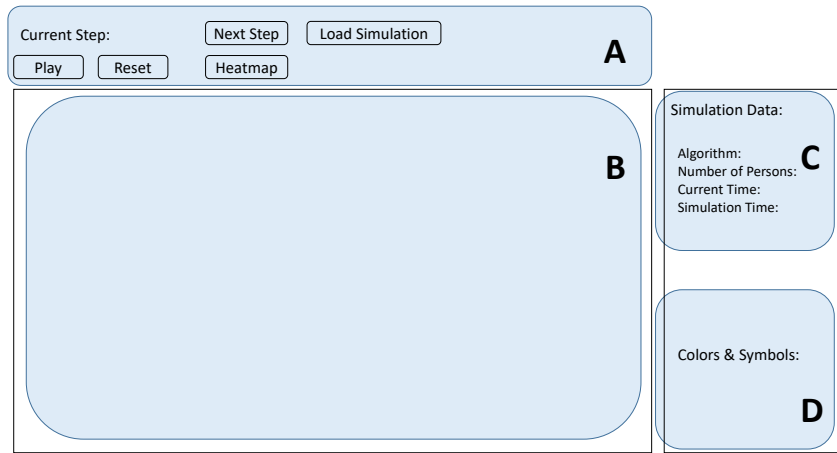 Current Step:
Next Step
Load Simulation
Play
Reset
Heatmap
A
B
Simulation Data:
Algorithm:
Number of Persons:
Current Time:
Simulation Time:
C
Colors & Symbols:
D